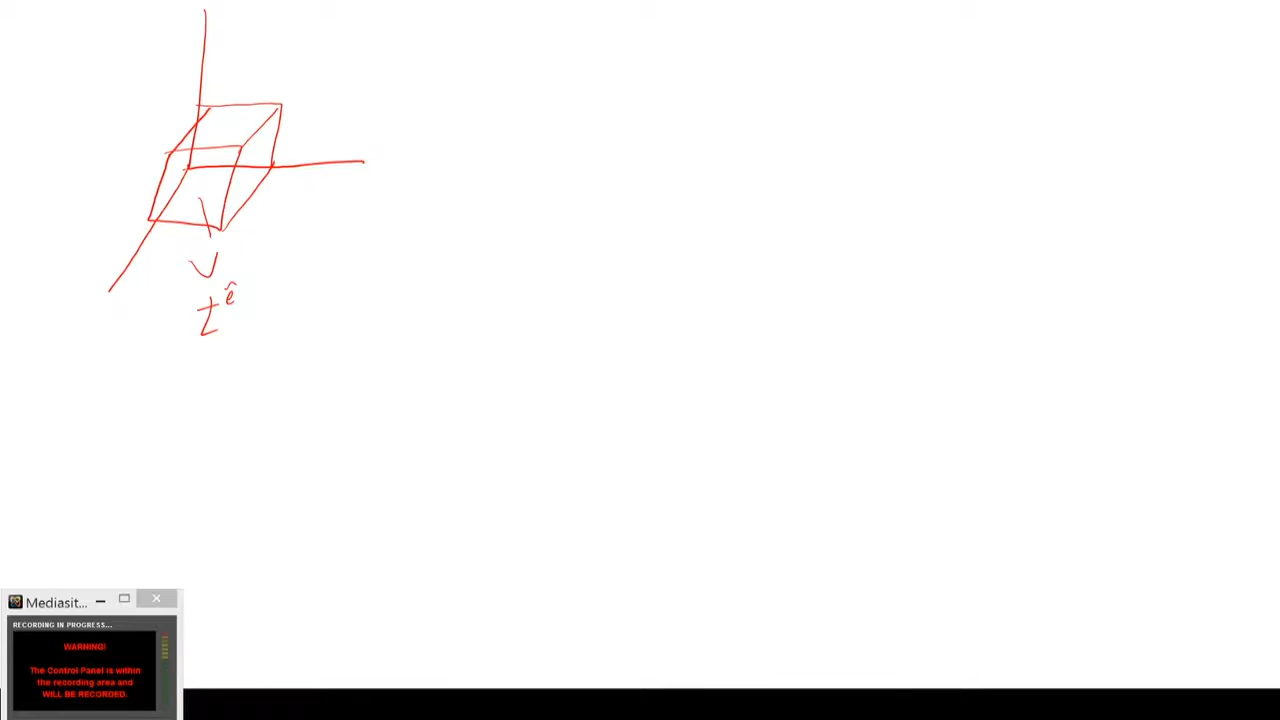 t^ê
Mediasit...
RECORDING IN PROGRESS...
WARNING!
The Control Panel is within
the recording area and
WILL BE RECORDED.